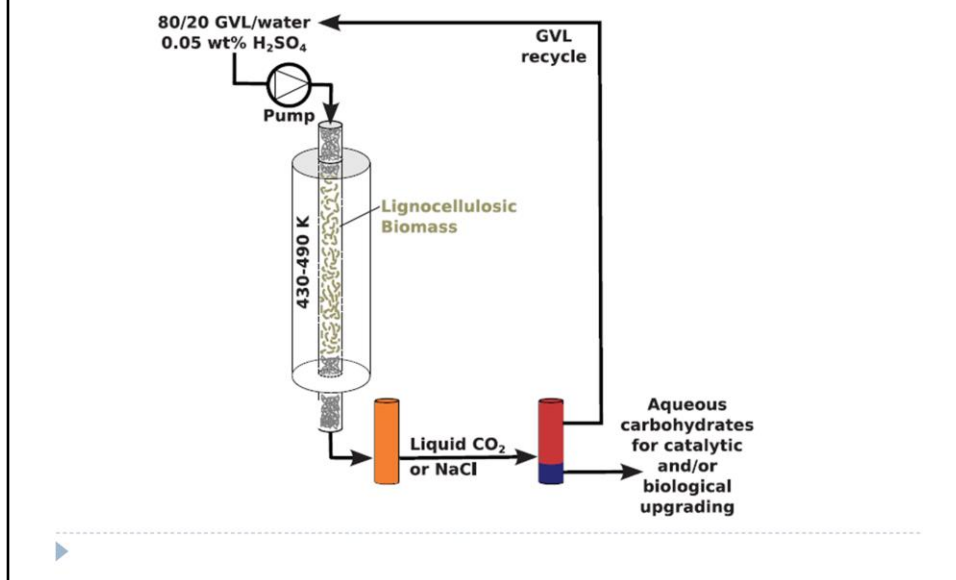 80/20 GVL/water
0.05 wt% H₂SO₄
GVL
recycle
Pump
Lignocellulosic
Biomass
430-490 K
Liquid CO₂
or NaCl
Aqueous
carbohydrates
for catalytic
and/or
biological
upgrading